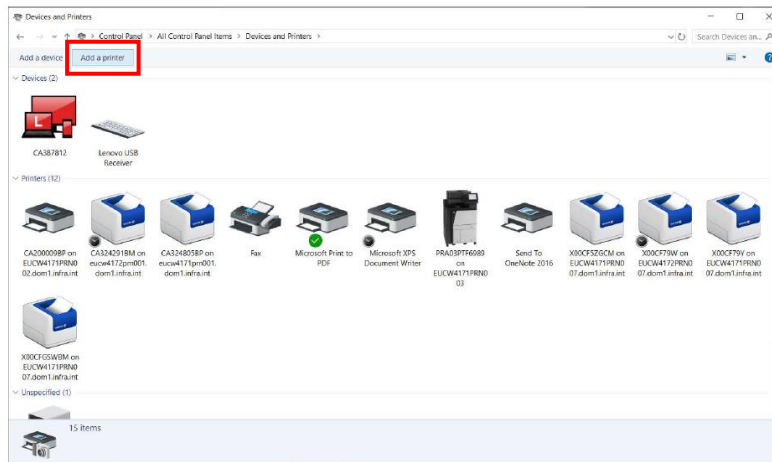 Devices and Printers
Control Panel > All Control Panel Items > Devices and Printers >
Search Devices an...
Add a device
Add a printer
Devices (2)
CA387812
Lenovo USB
Receiver
Printers (12)
CA200009BP on
EUCW4171PRN0
02.dom1.infra.int
CA324291BM on
eucw4172prn001.
dom1.infra.int
CA324805BP on
eucw4171prn001.
dom1.infra.int
Fax
Microsoft Print to
PDF
Microsoft XPS
Document Writer
PRA03PTF6989
on
EUCW4171PRN0
03
Send To
OneNote 2016
X00CF5ZGCM on
EUCW4171PRN0
07.dom1.infra.int
X00CF79W on
EUCW4172PRN0
07.dom1.infra.int
X00CF79Y on
EUCW4171PRN0
07.dom1.infra.int
X00CFGSWBM on
EUCW4171PRN0
07.dom1.infra.int
Unspecified (1)
15 items